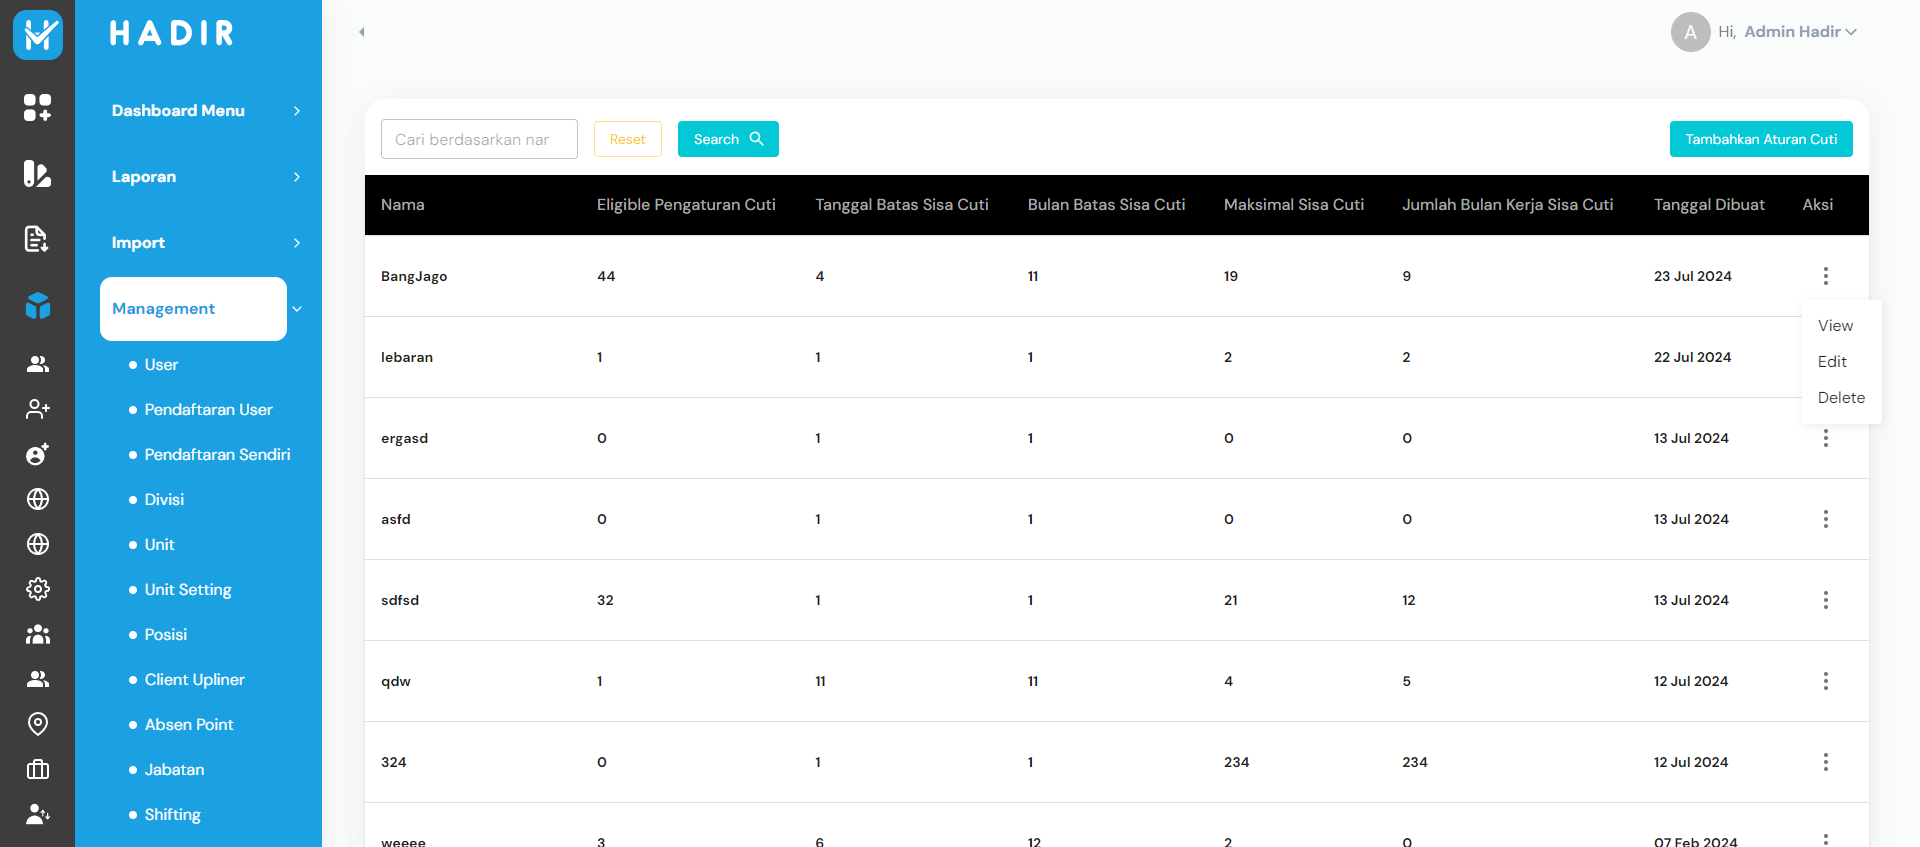 HADIR
Hi, Admin Hadir
A
Dashboard Menu
Laporan
Import
Management
User
Pendaftaran User
Pendaftaran Sendiri
Divisi
Unit
Unit Setting
Posisi
Client Upliner
Absen Point
Jabatan
Shifting
Cari berdasarkan nar
Reset
Search
Tambahkan Aturan Cuti
Nama Eligible Pengaturan Cuti Tanggal Batas Sisa Cuti Bulan Batas Sisa Cuti Maksimal Sisa Cuti Jumlah Bulan Kerja Sisa Cuti Tanggal Dibuat Aksi
BangJago 44 4 11 19 9 23 Jul 2024
lebaran 1 1 1 2 2 22 Jul 2024
ergasd 0 1 1 0 0 13 Jul 2024
asfd 0 1 1 0 0 13 Jul 2024
sdfsd 32 1 1 21 12 13 Jul 2024
qdw 1 11 11 4 5 12 Jul 2024
324 0 1 1 234 234 12 Jul 2024
weeee 3 6 12 2 0 07 Feb 2024
View
Edit
Delete